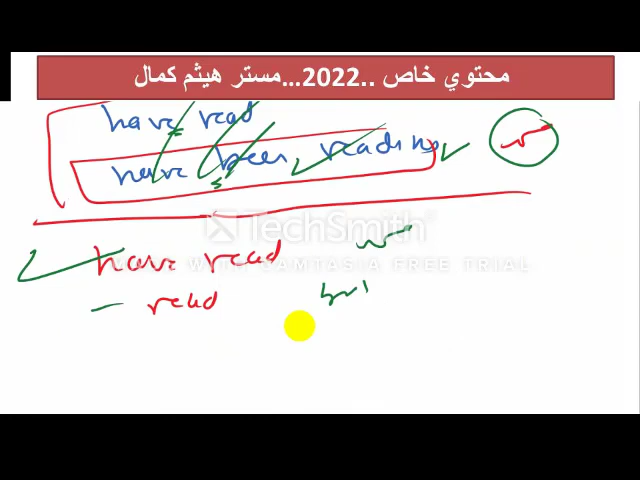 محتوي خاص ..2022...مستر هيثم كمال
have read
have been reading
TechSmith
MADE WITH CAMTASIA FREE TRIAL
have read
read